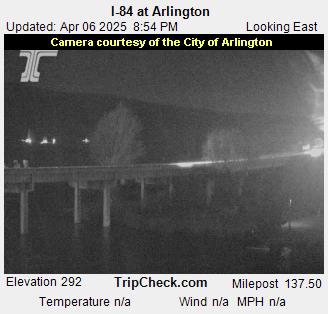 I-84 at Arlington
Updated: Apr 06 2025 8:54 PM Looking East
Camera courtesy of the City of Arlington
Elevation 292 TripCheck.com Milepost 137.50
Temperature n/a Wind n/a MPH n/a